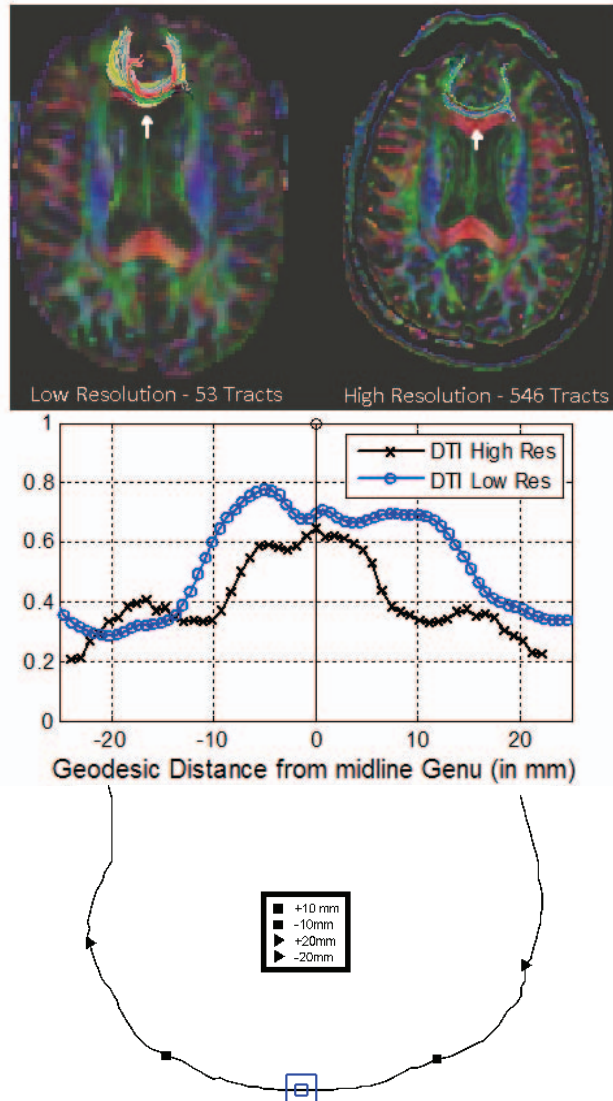 Low Resolution - 53 Tracts
High Resolution - 546 Tracts
1
0.8
0.6
0.4
0.2
0
DTI High Res
DTI Low Res
-20 -10 0 10 20
Geodesic Distance from midline Genu (in mm)
+10 mm
-10mm
+20mm
-20mm